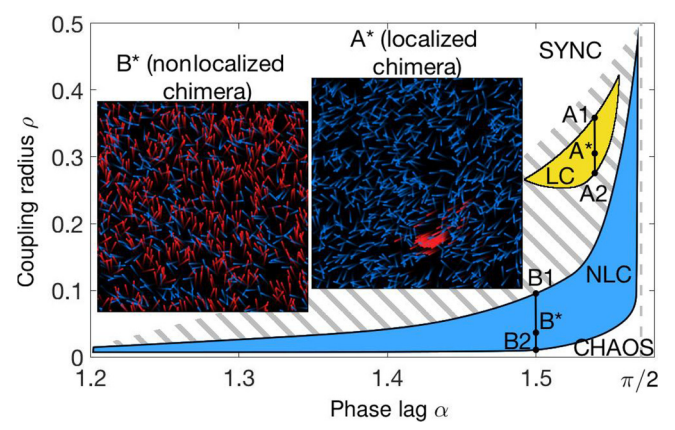 0.5
0.4
0.3
0.2
0.1
0
Coupling radius ρ
B* (nonlocalized
chimera)
A* (localized
chimera)
SYNC
A1
A*
LC
A2
B1
NLC
B*
B2
CHAOS
1.2
1.3
1.4
1.5
π/2
Phase lag α